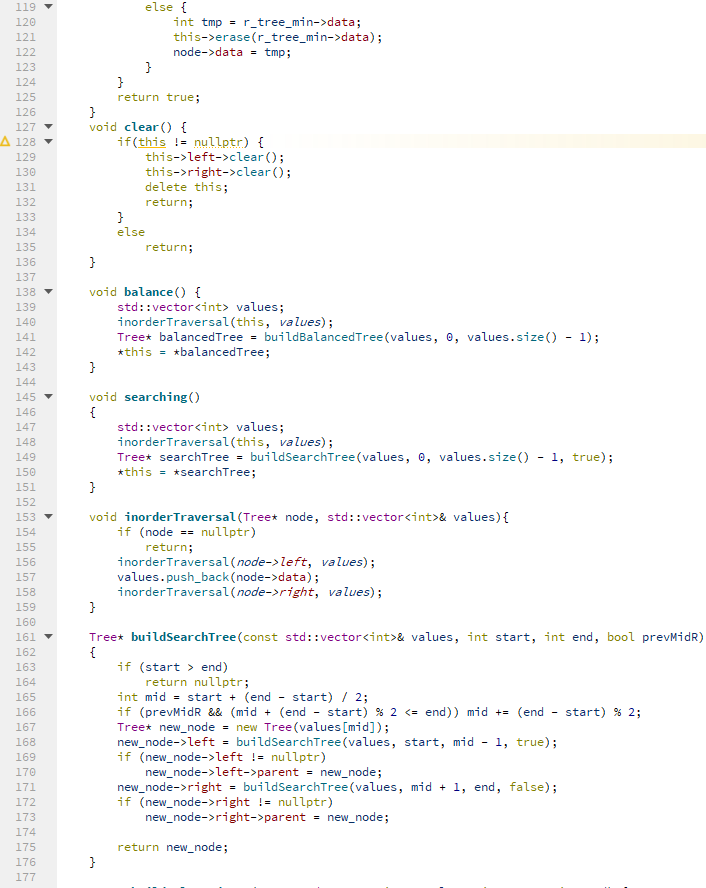 119 else {
120 int tmp = r_tree_min->data;
121 this->erase(r_tree_min->data);
122 node->data = tmp;
123 }
124 }
125 return true;
126 }
127 void clear() {
128 if(this != nullptr) {
129 this->left->clear();
130 this->right->clear();
131 delete this;
132 return;
133 }
134 else
135 return;
136 }
137
138 void balance() {
139 std::vector<int> values;
140 inorderTraversal(this, values);
141 Tree* balancedTree = buildBalancedTree(values, 0, values.size() - 1);
142 *this = *balancedTree;
143 }
144
145 void searching()
146 {
147 std::vector<int> values;
148 inorderTraversal(this, values);
149 Tree* searchTree = buildSearchTree(values, 0, values.size() - 1, true);
150 *this = *searchTree;
151 }
152
153 void inorderTraversal(Tree* node, std::vector<int>& values){
154 if (node == nullptr)
155 return;
156 inorderTraversal(node->left, values);
157 values.push_back(node->data);
158 inorderTraversal(node->right, values);
159 }
160
161 Tree* buildSearchTree(const std::vector<int>& values, int start, int end, bool prevMidR)
162 {
163 if (start > end)
164 return nullptr;
165 int mid = start + (end - start) / 2;
166 if (prevMidR && (mid + (end - start) % 2 <= end)) mid += (end - start) % 2;
167 Tree* new_node = new Tree(values[mid]);
168 new_node->left = buildSearchTree(values, start, mid - 1, true);
169 if (new_node->left != nullptr)
170 new_node->left->parent = new_node;
171 new_node->right = buildSearchTree(values, mid + 1, end, false);
172 if (new_node->right != nullptr)
173 new_node->right->parent = new_node;
174
175 return new_node;
176 }
177